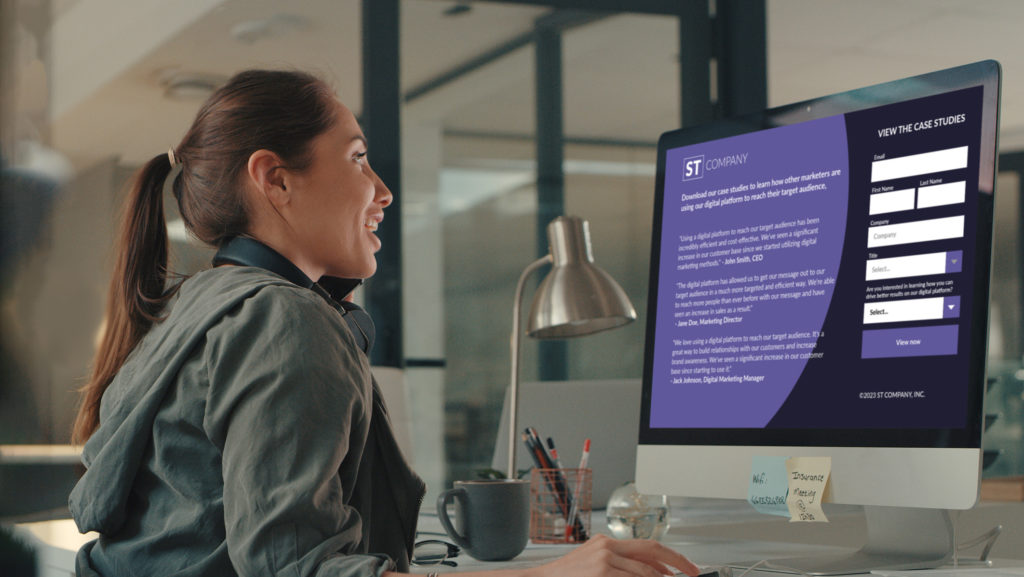 ST COMPANY
Download our case studies to learn how other marketers are
using our digital platform to reach their target audience.
"Using a digital platform to reach our target audience has been
incredibly efficient and cost-effective. We've seen a significant
increase in our customer base since we started utilizing digital
marketing methods." - John Smith, CEO
"The digital platform has allowed us to get our message out to our
target audience in a much more targeted and efficient way. We're able
to reach more people than ever before with our message and have
seen an increase in sales as a result."
- Jane Doe, Marketing Director
"We love using a digital platform to reach our target audience. It's a
great way to build relationships with our customers and increase
brand awareness. We've seen a significant increase in our customer
base since starting to use it."
- Jack Johnson, Digital Marketing Manager
VIEW THE CASE STUDIES
Email
First Name Last Name
Company
Company
Title
Select...
Are you interested in learning how you can
drive better results on our digital platform?
Select...
View now
©2023 ST COMPANY, INC.
Wifi:
Insurance
Meeting
@